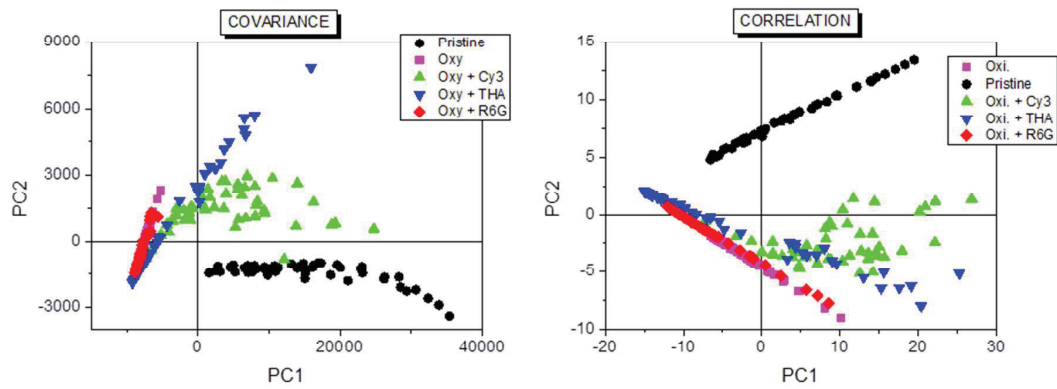 COVARIANCE
9000
6000
3000
0
-3000
PC2
0
20000
40000
PC1
Pristine
Oxy
Oxy + Cy3
Oxy + THA
Oxy + R6G
CORRELATION
15
10
5
0
-5
-10
PC2
-20
-10
0
10
20
30
PC1
Oxi.
Pristine
Oxi. + Cy3
Oxi. + THA
Oxi. + R6G